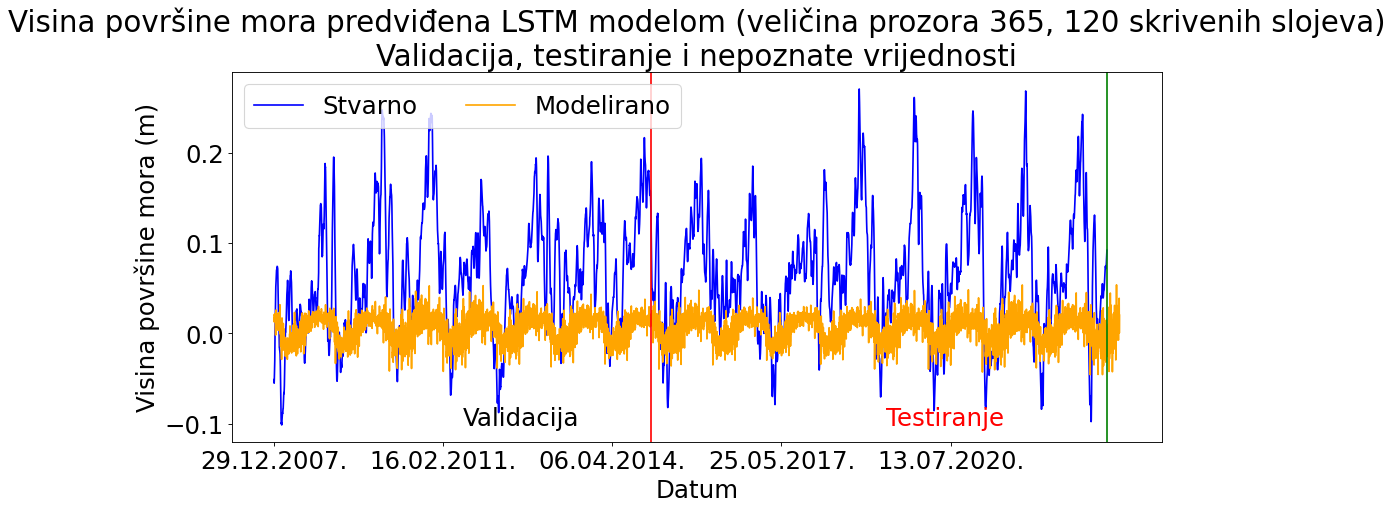 Visina površine mora predviđena LSTM modelom (veličina prozora 365, 120 skrivenih slojeva)
Validacija, testiranje i nepoznate vrijednosti
Stvarno
Modelirano
Visina površine mora (m)
0.2
0.1
0.0
−0.1
Validacija
Testiranje
29.12.2007.
16.02.2011.
06.04.2014.
25.05.2017.
13.07.2020.
Datum